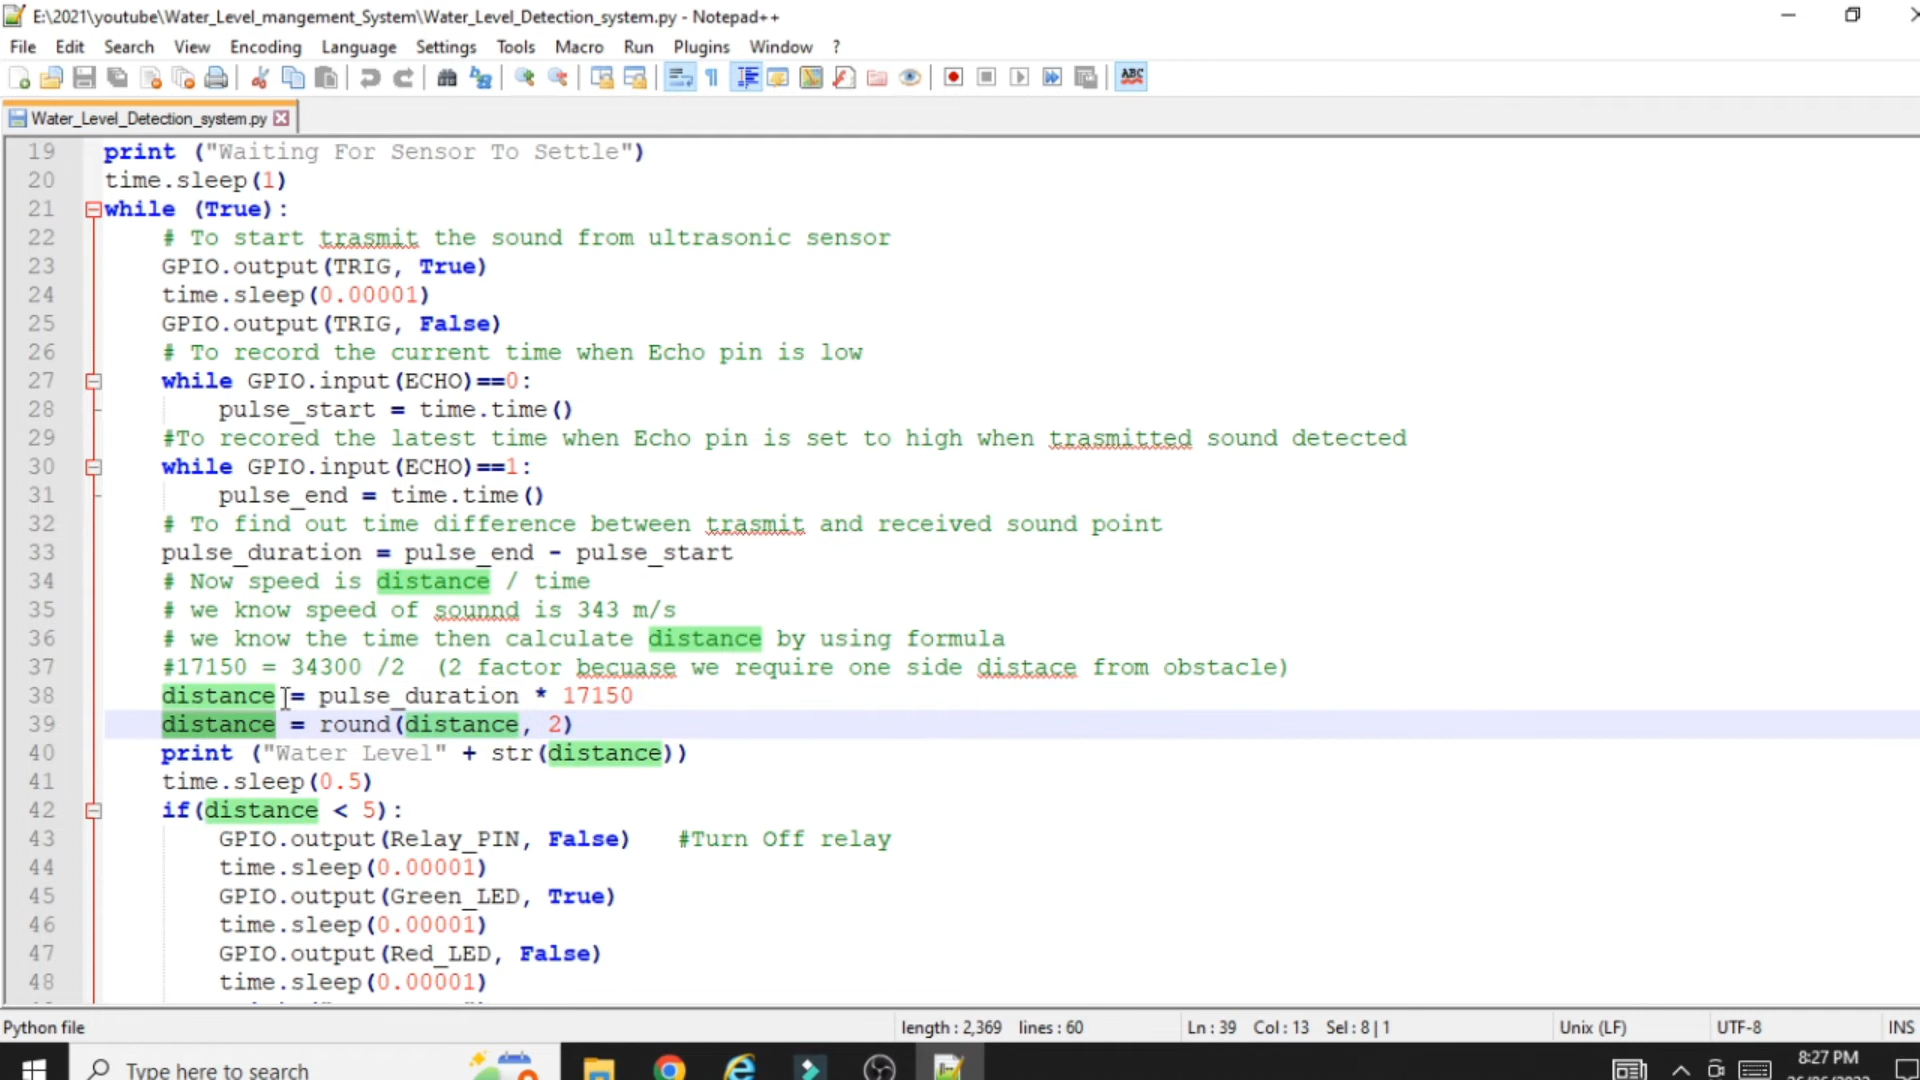 E:\2021\youtube\Water_Level_mangement_System\Water_Level_Detection_system.py - Notepad++
File Edit Search View Encoding Language Settings Tools Macro Run Plugins Window ?
ABC
Water_Level_Detection_system.py
19 print ("Waiting For Sensor To Settle")
20 time.sleep(1)
21 while (True):
22 # To start trasmit the sound from ultrasonic sensor
23 GPIO.output(TRIG, True)
24 time.sleep(0.00001)
25 GPIO.output(TRIG, False)
26 # To record the current time when Echo pin is low
27 while GPIO.input(ECHO)==0:
28 pulse_start = time.time()
29 #To recored the latest time when Echo pin is set to high when trasmitted sound detected
30 while GPIO.input(ECHO)==1:
31 pulse_end = time.time()
32 # To find out time difference between trasmit and received sound point
33 pulse_duration = pulse_end - pulse_start
34 # Now speed is distance / time
35 # we know speed of sounnd is 343 m/s
36 # we know the time then calculate distance by using formula
37 #17150 = 34300 /2 (2 factor becuase we require one side distace from obstacle)
38 distance = pulse_duration * 17150
39 distance = round(distance, 2)
40 print ("Water Level" + str(distance))
41 time.sleep(0.5)
42 if(distance < 5):
43 GPIO.output(Relay_PIN, False) #Turn Off relay
44 time.sleep(0.00001)
45 GPIO.output(Green_LED, True)
46 time.sleep(0.00001)
47 GPIO.output(Red_LED, False)
48 time.sleep(0.00001)
Python file length : 2,369 lines : 60 Ln : 39 Col : 13 Sel : 8 | 1 Unix (LF) UTF-8 INS
Type here to search
8:27 PM